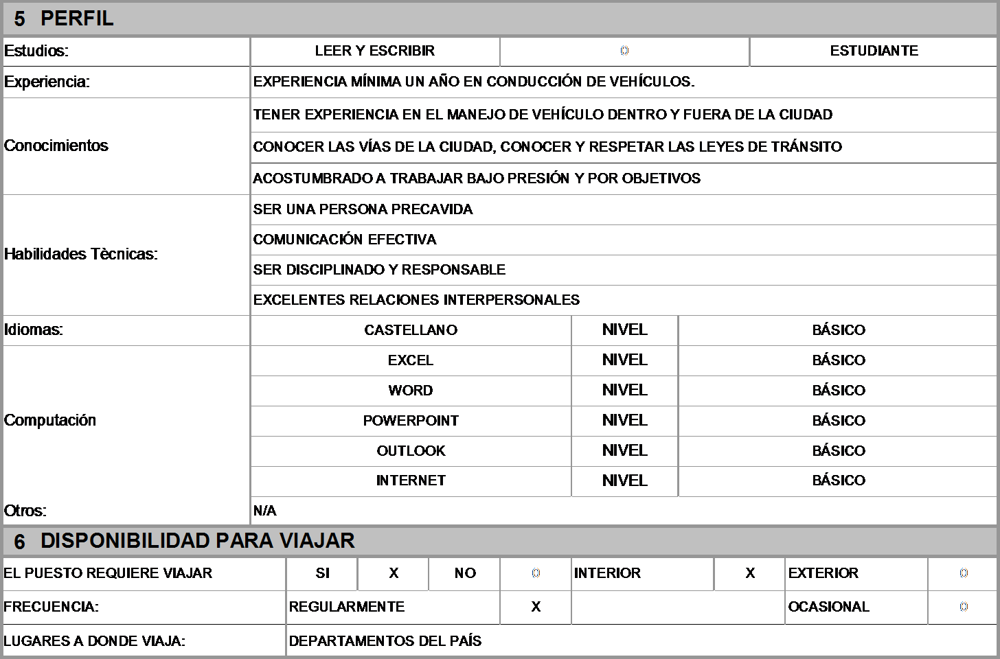 5 PERFIL
Estudios: LEER Y ESCRIBIR 0 ESTUDIANTE
Experiencia: EXPERIENCIA MÍNIMA UN AÑO EN CONDUCCIÓN DE VEHÍCULOS.
TENER EXPERIENCIA EN EL MANEJO DE VEHÍCULO DENTRO Y FUERA DE LA CIUDAD
Conocimientos CONOCER LAS VÍAS DE LA CIUDAD, CONOCER Y RESPETAR LAS LEYES DE TRÁNSITO
ACOSTUMBRADO A TRABAJAR BAJO PRESIÓN Y POR OBJETIVOS
SER UNA PERSONA PRECAVIDA
COMUNICACIÓN EFECTIVA
Habilidades Tècnicas:
SER DISCIPLINADO Y RESPONSABLE
EXCELENTES RELACIONES INTERPERSONALES
Idiomas: CASTELLANO NIVEL BÁSICO
EXCEL NIVEL BÁSICO
WORD NIVEL BÁSICO
Computación POWERPOINT NIVEL BÁSICO
OUTLOOK NIVEL BÁSICO
INTERNET NIVEL BÁSICO
Otros: N/A
6 DISPONIBILIDAD PARA VIAJAR
EL PUESTO REQUIERE VIAJAR SI X NO 0 INTERIOR X EXTERIOR 0
FRECUENCIA: REGULARMENTE X OCASIONAL 0
LUGARES A DONDE VIAJA: DEPARTAMENTOS DEL PAÍS